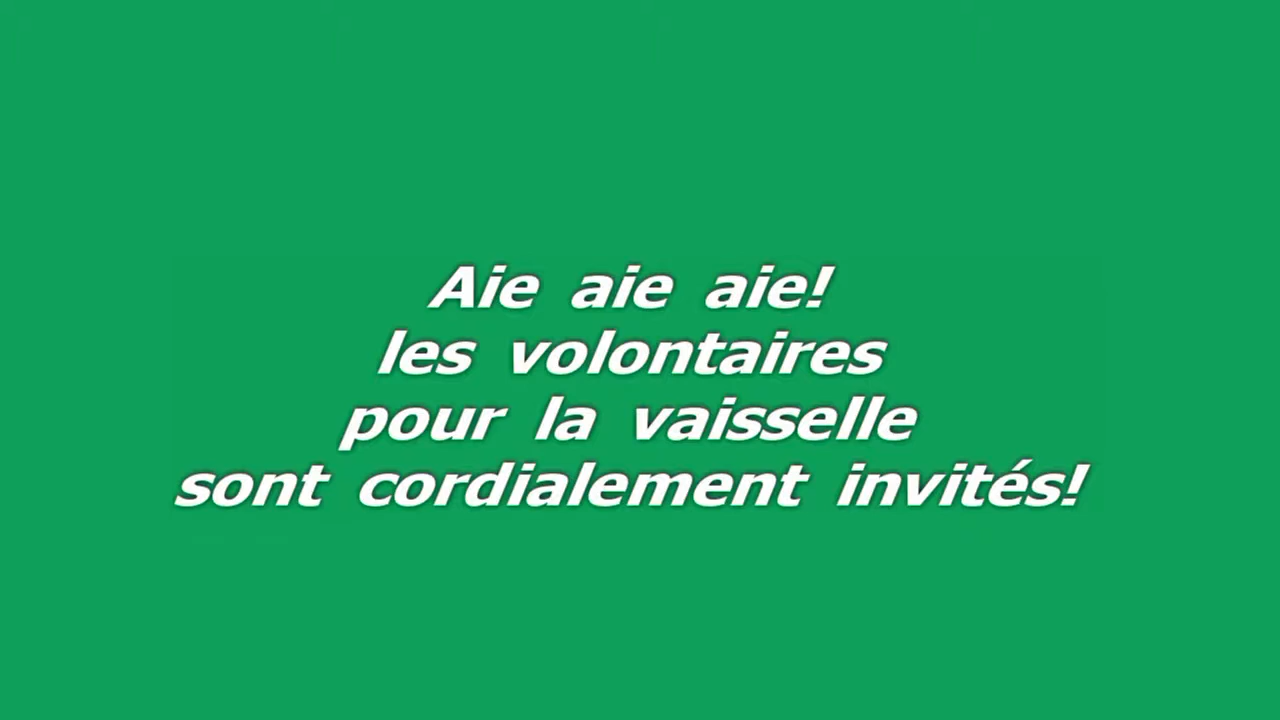 Aie aie aie!
les volontaires
pour la vaisselle
sont cordialement invités!